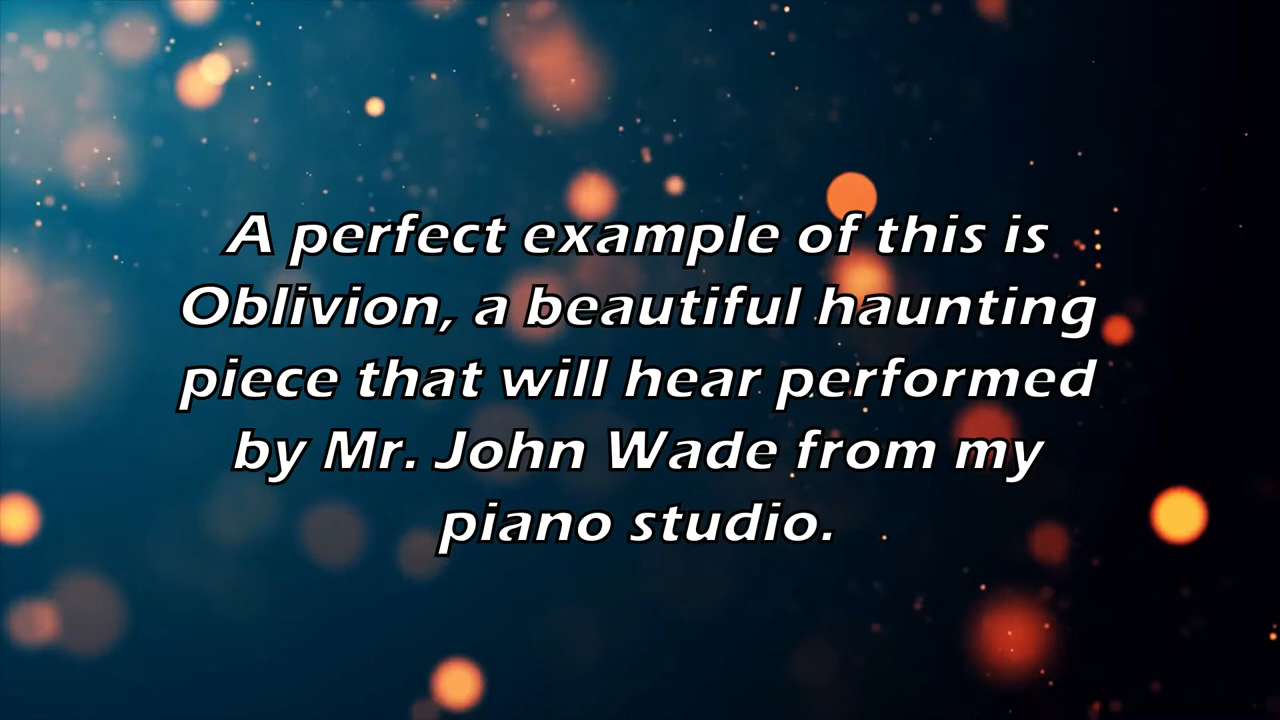 A perfect example of this is
Oblivion, a beautiful haunting
piece that will hear performed
by Mr. John Wade from my
piano studio.